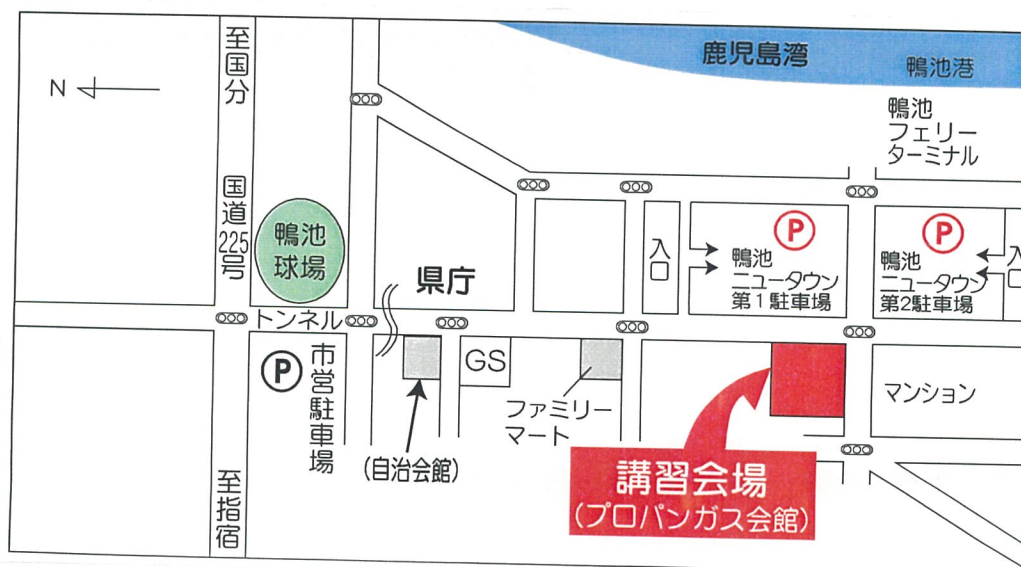 至国分
国道225号
至指宿
N
鹿児島湾
鴨池港
鴨池
フェリー
ターミナル
鴨池
球場
県庁
入口
P
鴨池
ニュータウン
第1駐車場
P
鴨池
ニュータウン
第2駐車場
入口
トンネル
P
市営駐車場
(自治会館)
GS
ファミリー
マート
マンション
講習会場
(プロパンガス会館)